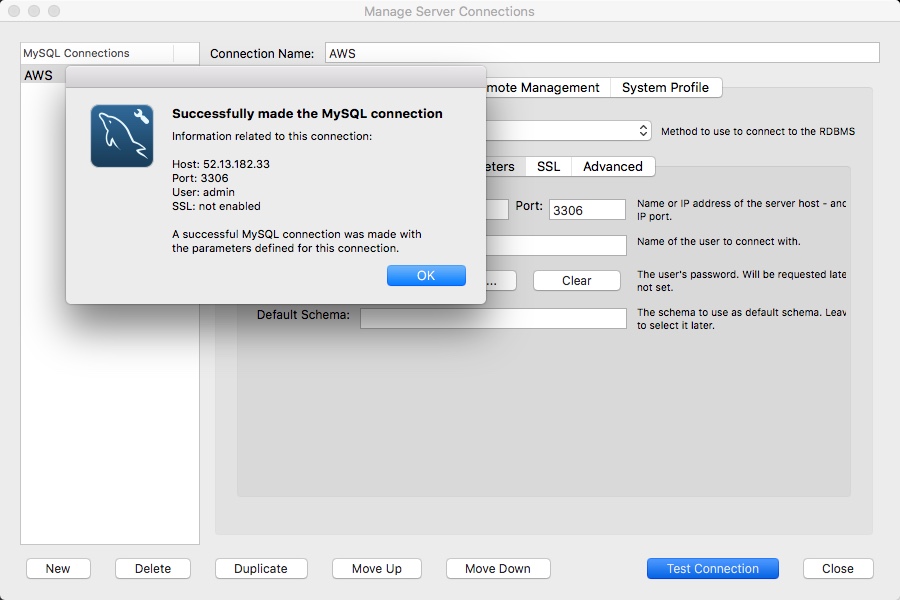 Manage Server Connections
MySQL Connections
Connection Name:
AWS
AWS
Remote Management
System Profile
Successfully made the MySQL connection
Information related to this connection:
Host: 52.13.182.33
Port: 3306
User: admin
SSL: not enabled
A successful MySQL connection was made with
the parameters defined for this connection.
OK
Method to use to connect to the RDBMS
SSL
Advanced
Port:
3306
Name or IP address of the server host - and
IP port.
Name of the user to connect with.
...
Clear
The user's password. Will be requested late
not set.
Default Schema:
The schema to use as default schema. Leav
to select it later.
New
Delete
Duplicate
Move Up
Move Down
Test Connection
Close